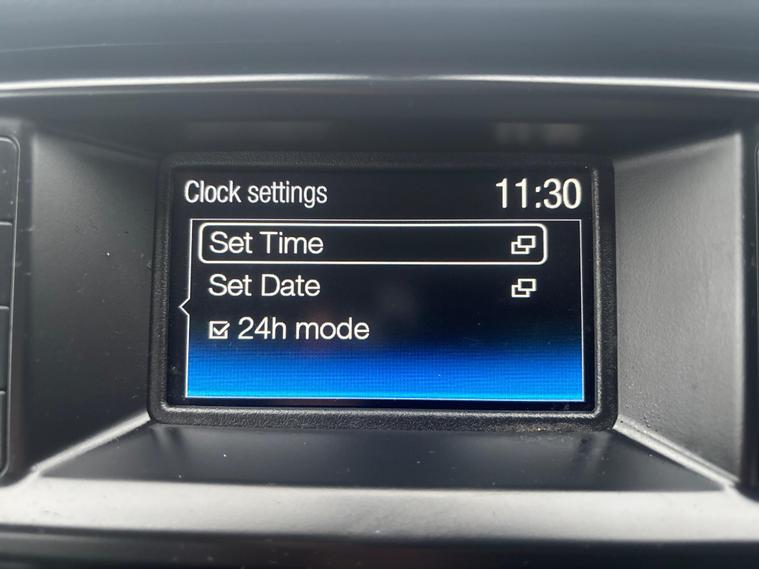 Clock settings 11:30
Set Time
Set Date
24h mode